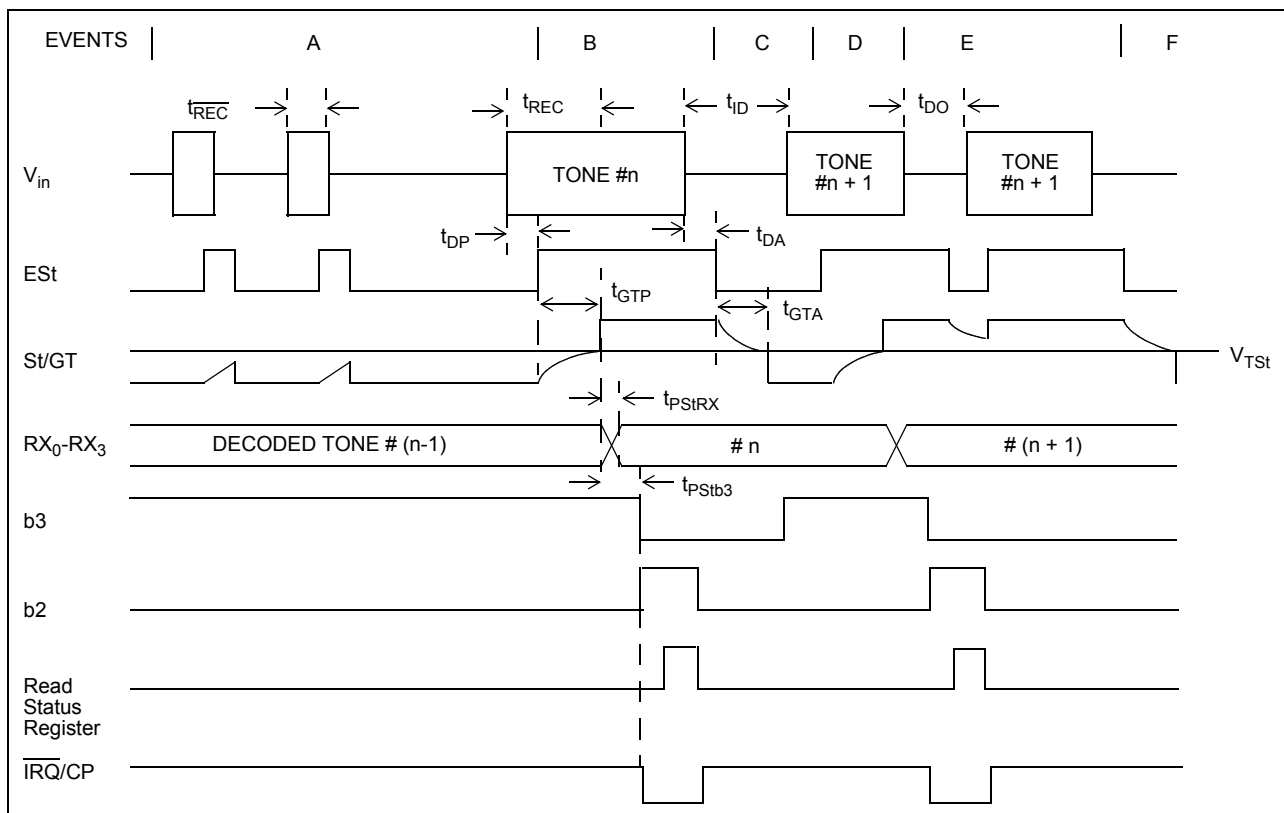 EVENTS A B C D E F
tREC tREC tID tDO
Vin TONE #n TONE #n + 1 TONE #n + 1
tDP tDA
ESt
tGTP tGTA
St/GT VTSt
tPStRX
RX0-RX3 DECODED TONE # (n-1) # n # (n + 1)
tPStb3
b3
b2
Read
Status
Register
IRQ/CP